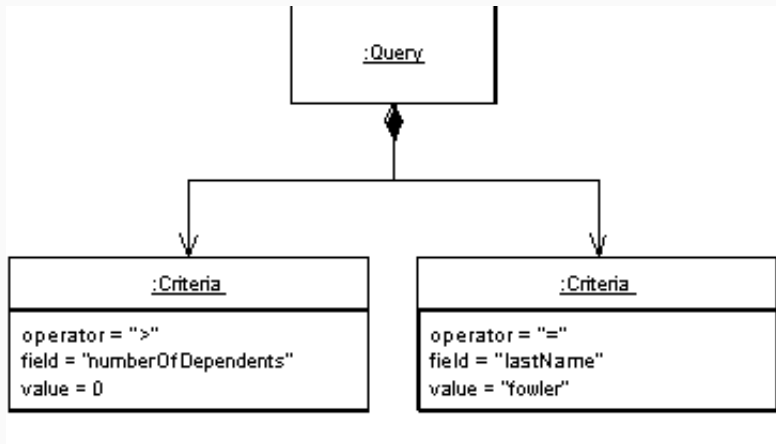 :Query
:Criteria
operator = ">"
field = "numberOfDependents"
value = 0
:Criteria
operator = "="
field = "lastName"
value = "fowler"